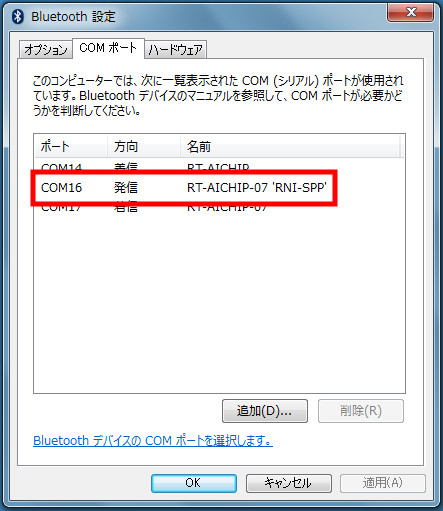 Bluetooth 設定
オプション COM ポート ハードウェア
このコンピューターでは、次に一覧表示された COM (シリアル) ポートが使用され
ています。Bluetooth デバイスのマニュアルを参照して、COM ポートが必要かど
うかを判断してください。
ポート 方向 名前
COM14 着信 RT-AICHIP
COM16 発信 RT-AICHIP-07 'RNI-SPP'
COM17 着信 RT-AICHIP-07
追加(D)... 削除(R)
Bluetooth デバイスの COM ポートを選択します。
OK キャンセル 適用(A)